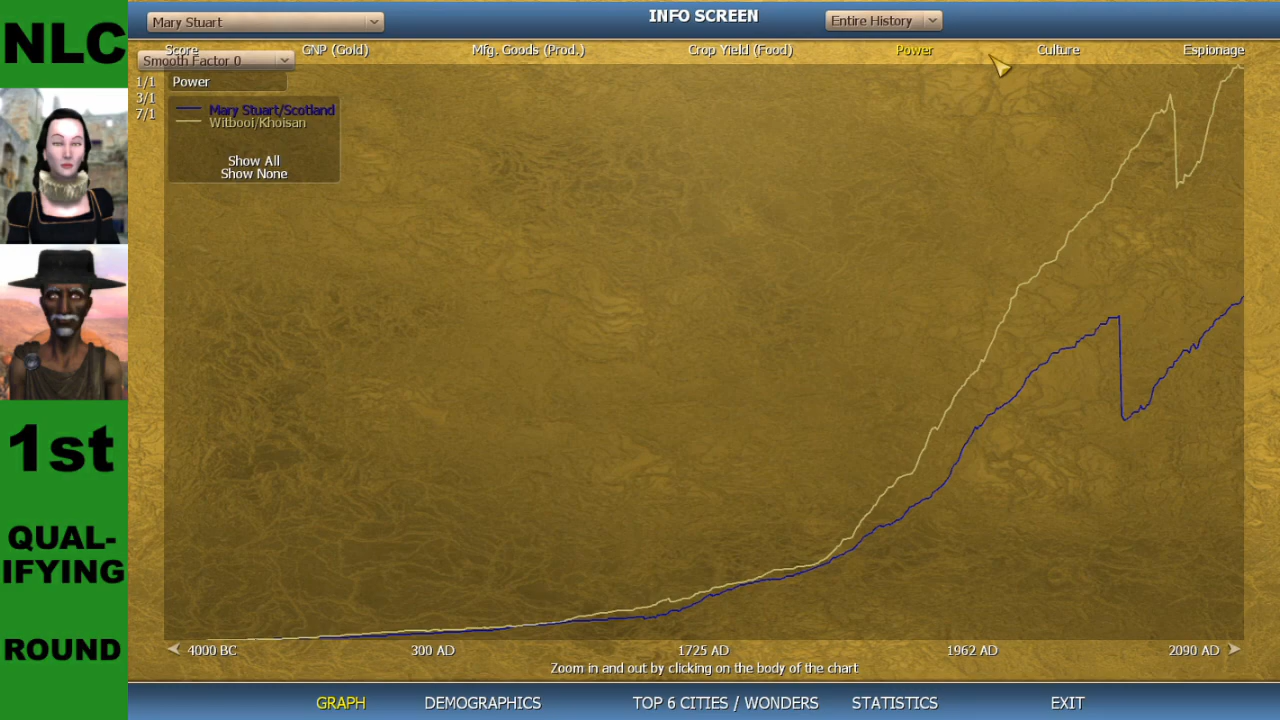 NLC
1st
QUAL-
IFYING
ROUND
Mary Stuart
INFO SCREEN
Entire History
Score
GNP (Gold)
Mfg. Goods (Prod.)
Crop Yield (Food)
Power
Culture
Espionage
Smooth Factor 0
1/1
3/1
7/1
Power
Mary Stuart/Scotland
Witbooi/Khoisan
Show All
Show None
4000 BC
300 AD
1725 AD
1962 AD
2090 AD
Zoom in and out by clicking on the body of the chart
GRAPH
DEMOGRAPHICS
TOP 6 CITIES / WONDERS
STATISTICS
EXIT